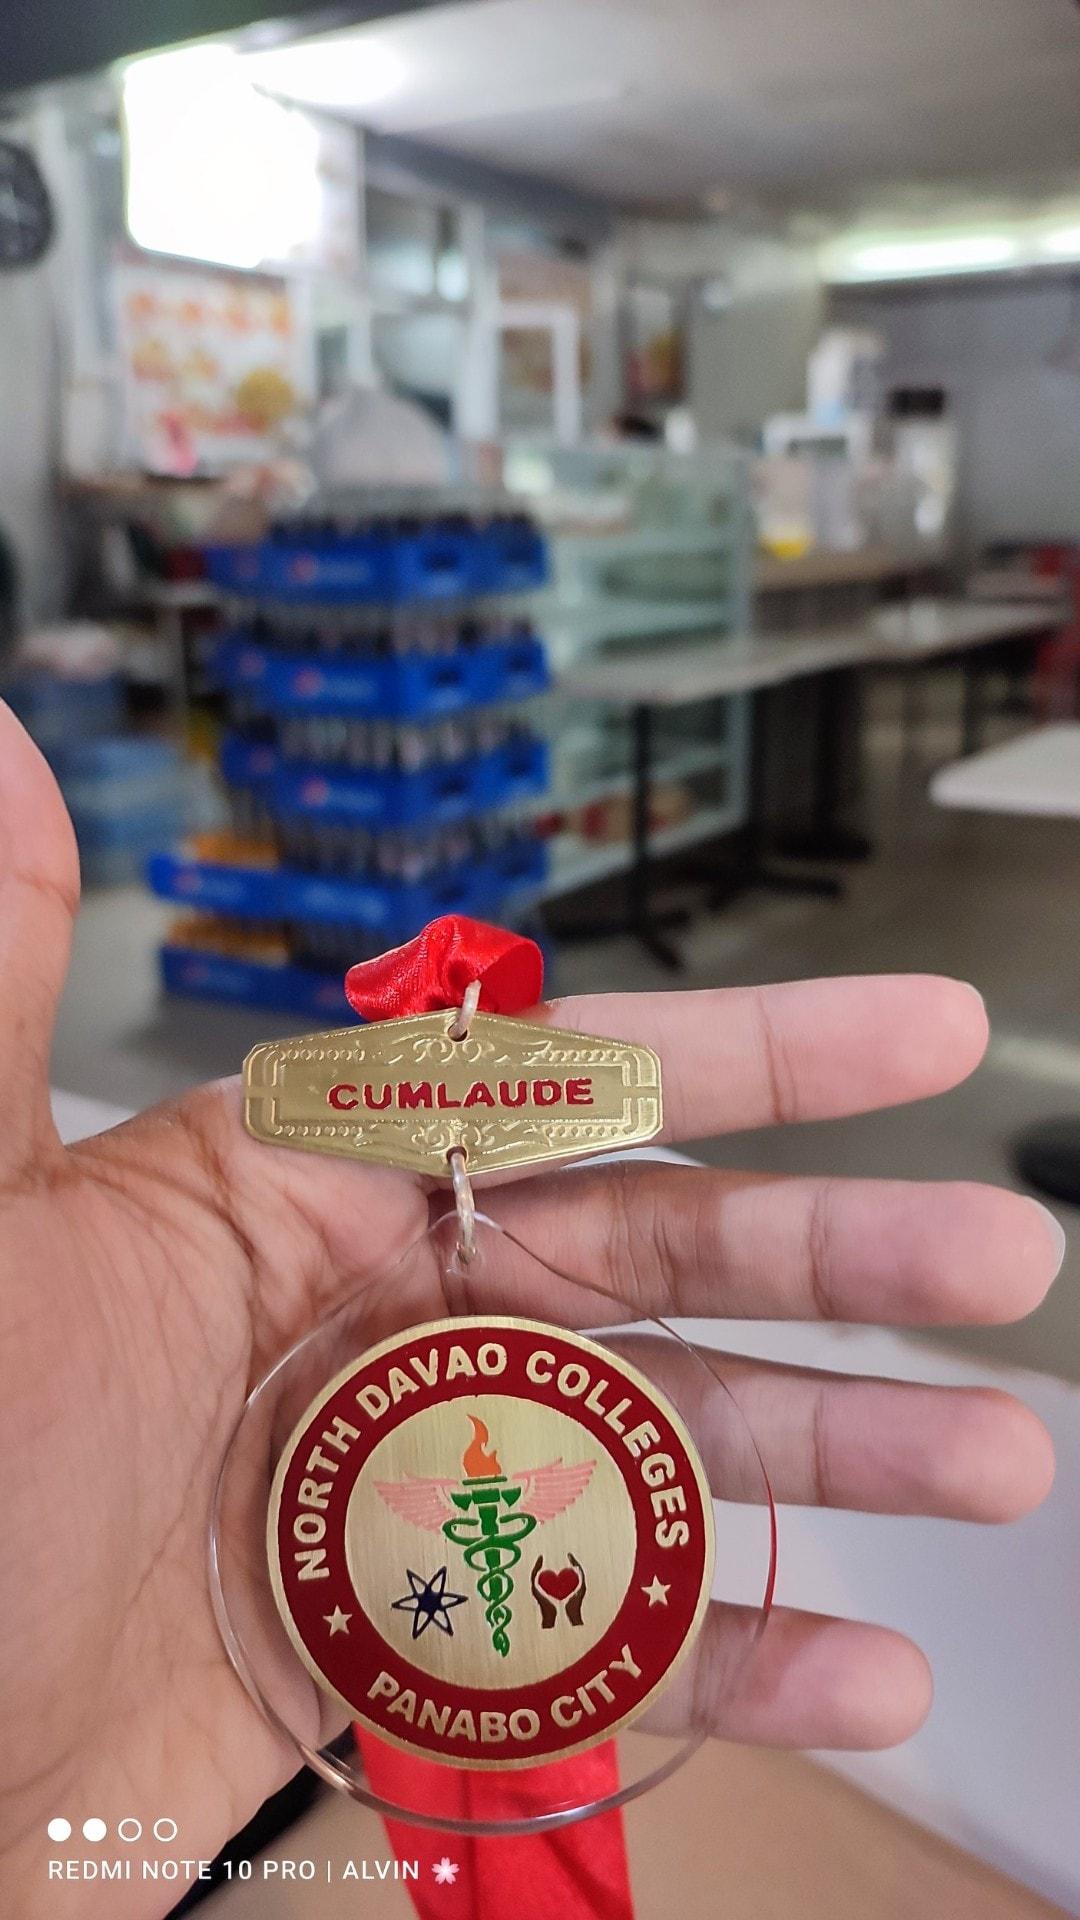 CUMLAUDE
NORTH DAVAO COLLEGES
PANABO CITY
REDMI NOTE 10 PRO | ALVIN 🌸